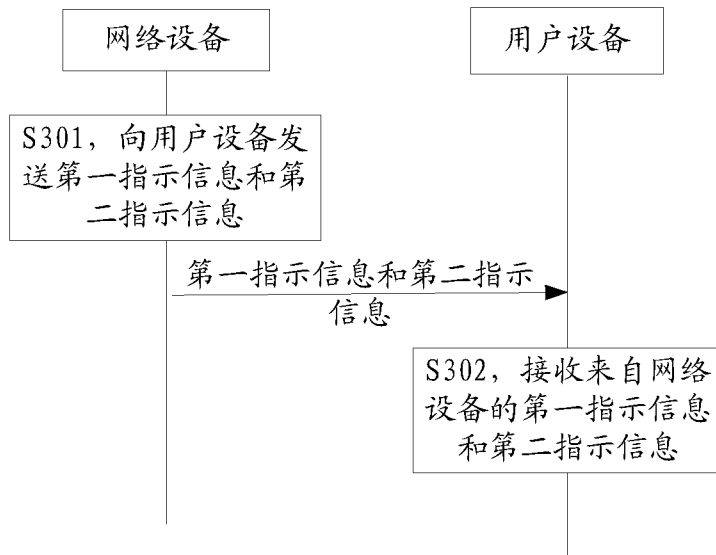 网络设备
用户设备
S301, 向用户设备发
送第一指示信息和第
二指示信息
第一指示信息和第二指示
信息
S302, 接收来自网络
设备的第一指示信息
和第二指示信息